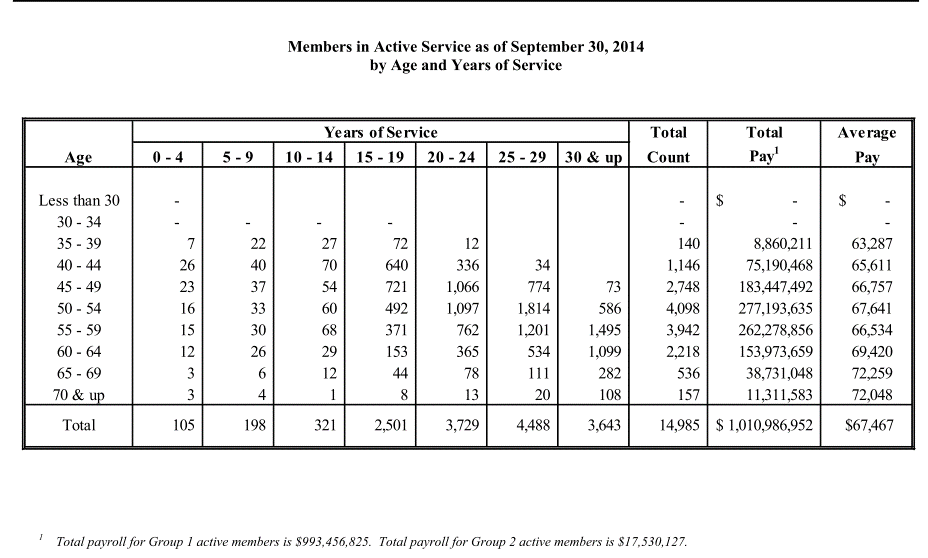 Members in Active Service as of September 30, 2014
by Age and Years of Service
Years of Service Total Total Average
Age 0 - 4 5 - 9 10 - 14 15 - 19 20 - 24 25 - 29 30 & up Count Pay1 Pay
Less than 30 - - $ - $ -
30 - 34 - - - - - - -
35 - 39 7 22 27 72 12 140 8,860,211 63,287
40 - 44 26 40 70 640 336 34 1,146 75,190,468 65,611
45 - 49 23 37 54 721 1,066 774 73 2,748 183,447,492 66,757
50 - 54 16 33 60 492 1,097 1,814 586 4,098 277,193,635 67,641
55 - 59 15 30 68 371 762 1,201 1,495 3,942 262,278,856 66,534
60 - 64 12 26 29 153 365 534 1,099 2,218 153,973,659 69,420
65 - 69 3 6 12 44 78 111 282 536 38,731,048 72,259
70 & up 3 4 1 8 13 20 108 157 11,311,583 72,048
Total 105 198 321 2,501 3,729 4,488 3,643 14,985 $ 1,010,986,952 $67,467
1 Total payroll for Group 1 active members is $993,456,825. Total payroll for Group 2 active members is $17,530,127.